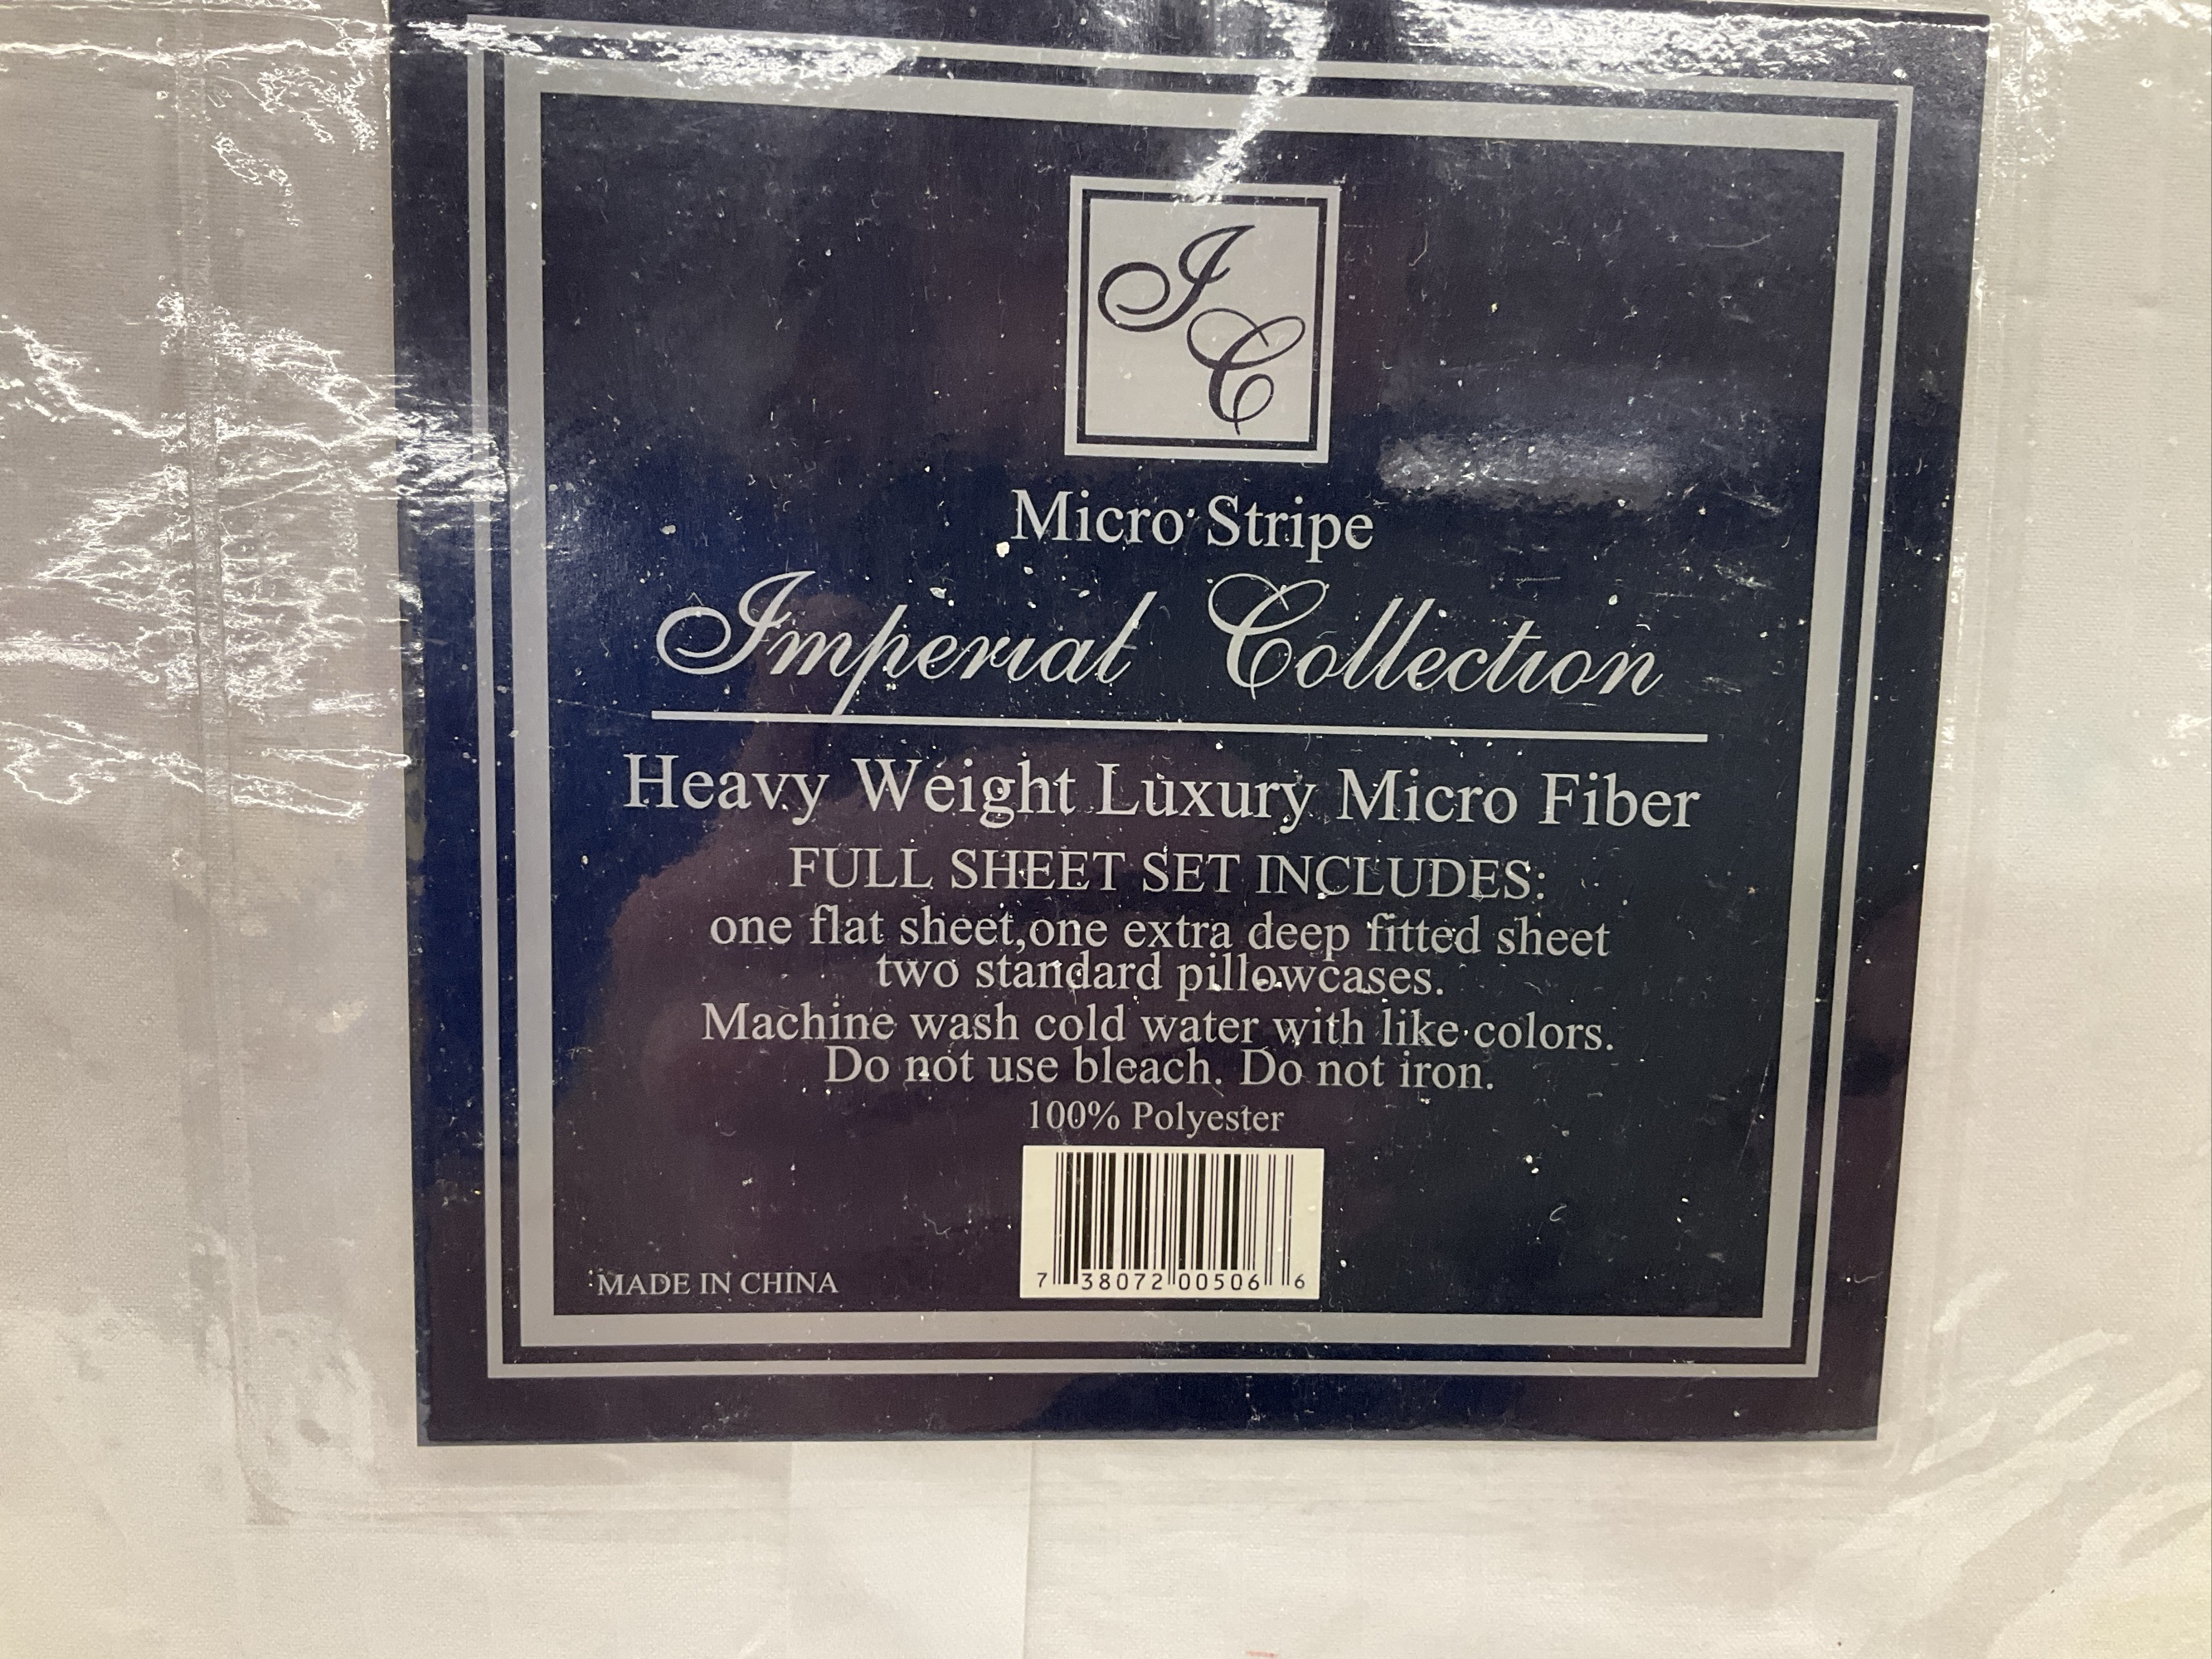 I
C
Micro Stripe
Imperial Collection
Heavy Weight Luxury Micro Fiber
FULL SHEET SET INCLUDES:
one flat sheet,one extra deep fitted sheet
two standard pillowcases.
Machine wash cold water with like colors.
Do not use bleach. Do not iron.
100% Polyester
7 38072 00506 6
MADE IN CHINA